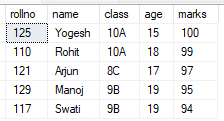 rollno name class age marks
125 Yogesh 10A 15 100
110 Rohit 10A 18 99
121 Arjun 8C 17 97
129 Manoj 9B 19 95
117 Swati 9B 19 94